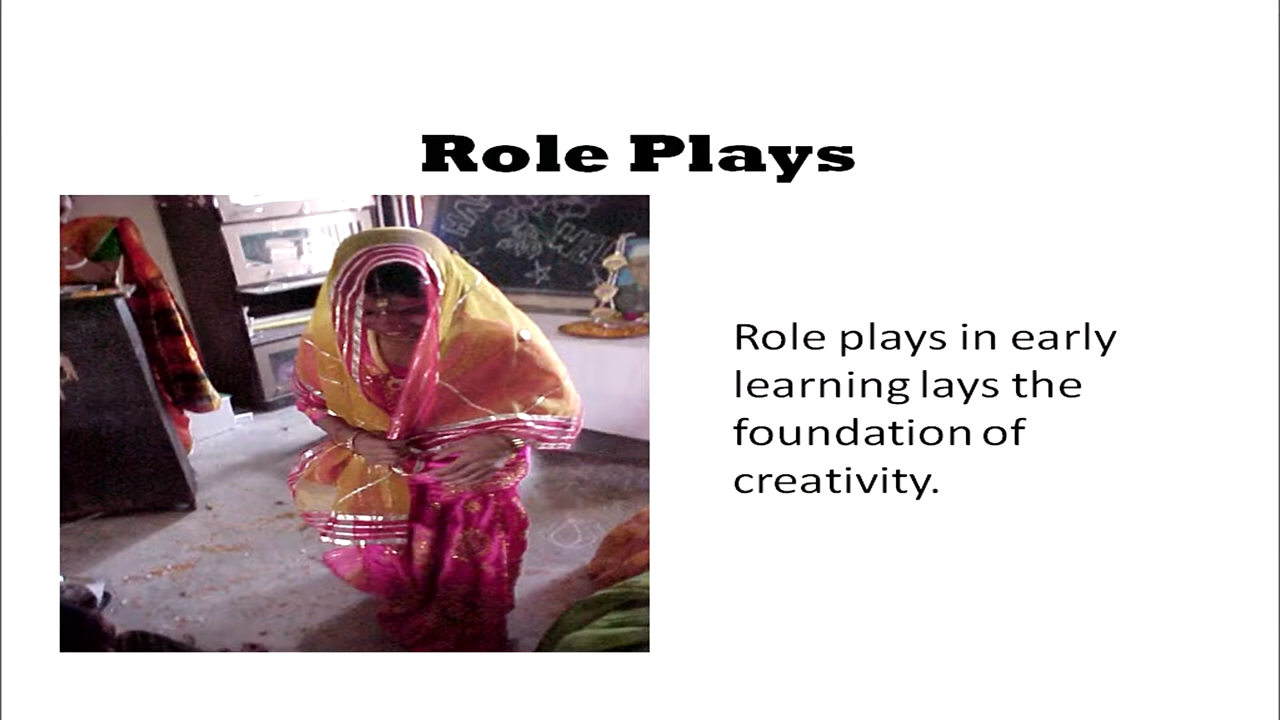 Role Plays
Role plays in early
learning lays the
foundation of
creativity.